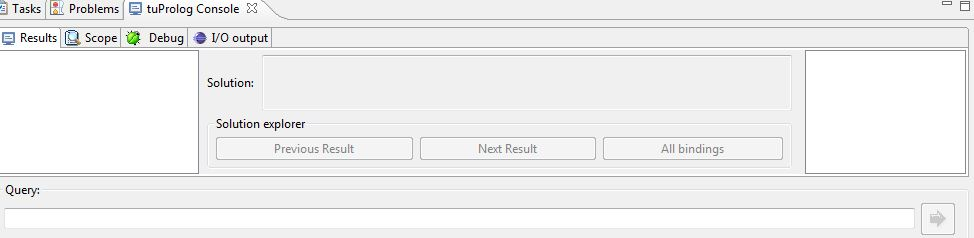 Tasks Problems tuProlog Console
Results Scope Debug I/O output
Solution:
Solution explorer
Previous Result Next Result All bindings
Query: